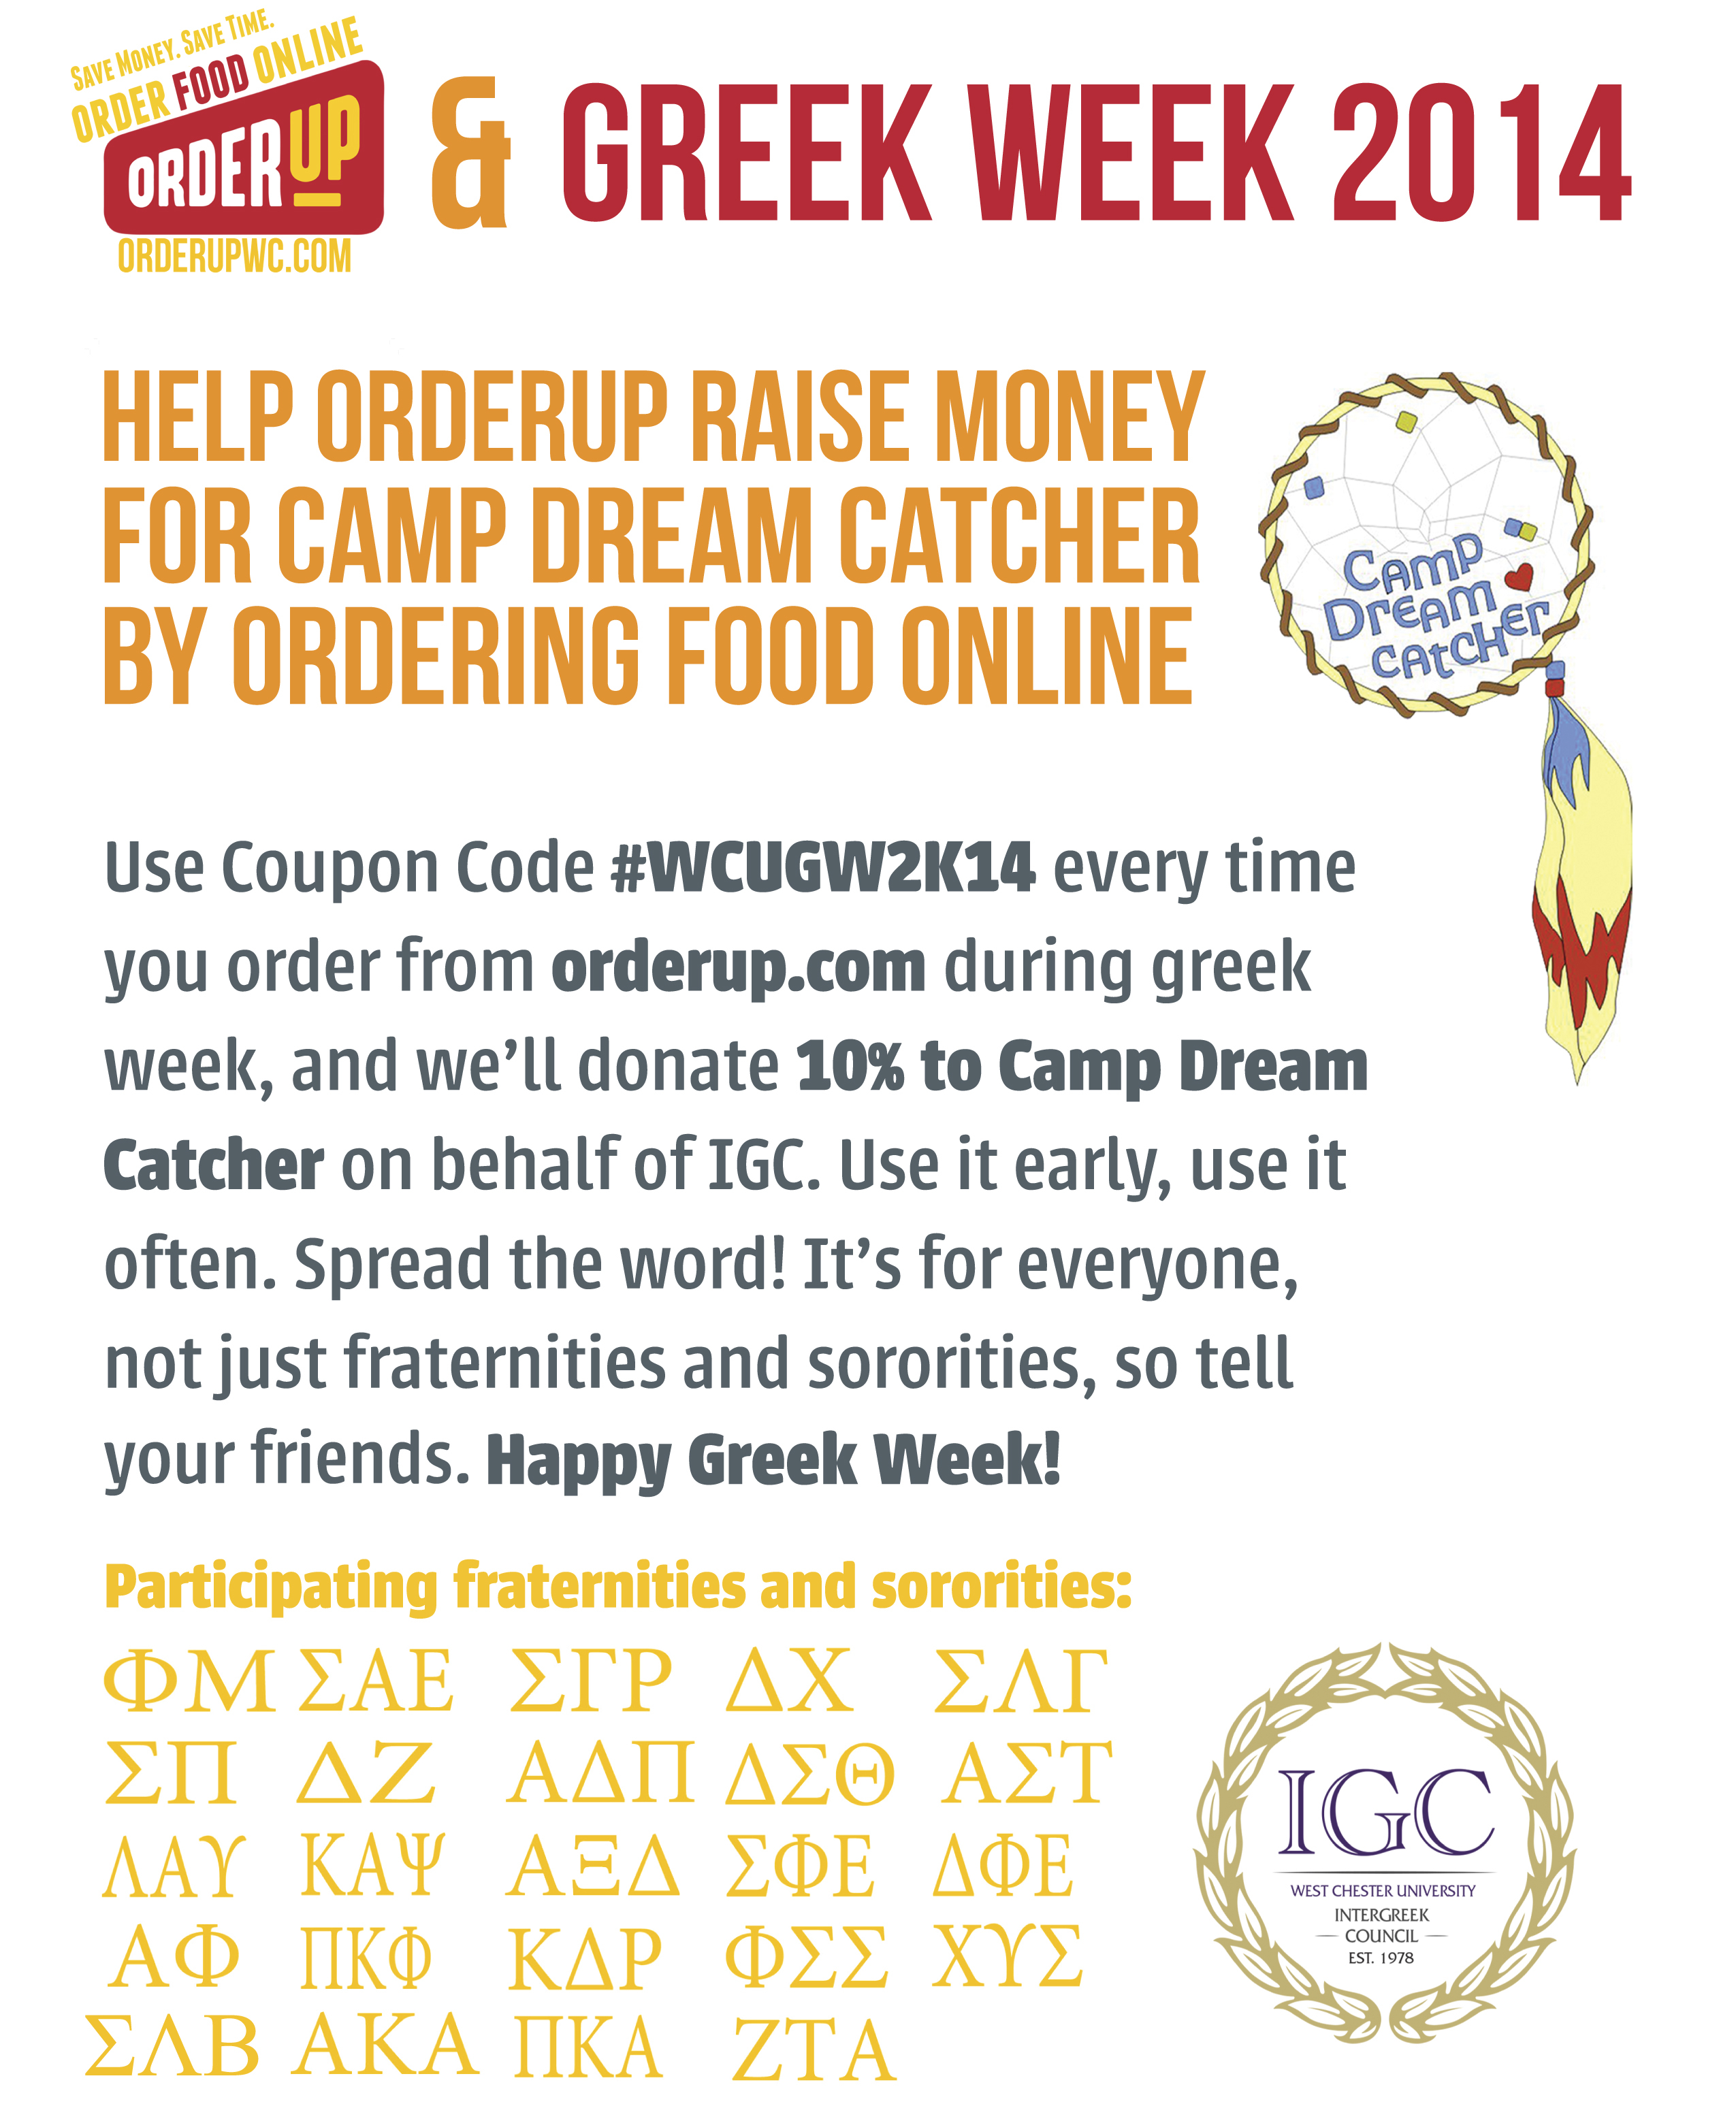 SAVE MONEY. SAVE TIME.
ORDER FOOD ONLINE
ORDERUP
ORDERUPWC.COM
& GREEK WEEK 2014
HELP ORDERUP RAISE MONEY
FOR CAMP DREAM CATCHER
BY ORDERING FOOD ONLINE
CAMP
DREAM
CATCHER
Use Coupon Code #WCUGW2K14 every time
you order from orderup.com during greek
week, and we’ll donate 10% to Camp Dream
Catcher on behalf of IGC. Use it early, use it
often. Spread the word! It’s for everyone,
not just fraternities and sororities, so tell
your friends. Happy Greek Week!
Participating fraternities and sororities:
ΦΜ ΣΑΕ ΣΓΡ ΔΧ ΣΛΓ
ΣΠ ΔΖ ΑΔΠ ΔΣΘ ΑΣΤ
ΛΑΥ ΚΑΨ ΑΞΔ ΣΦΕ ΔΦΕ
ΑΦ ΠΚΦ ΚΔΡ ΦΣΣ ΧΥΣ
ΣΛΒ ΑΚΑ ΠΚΑ ΖΤΑ
IGC
WEST CHESTER UNIVERSITY
INTERGREEK
COUNCIL
EST. 1978